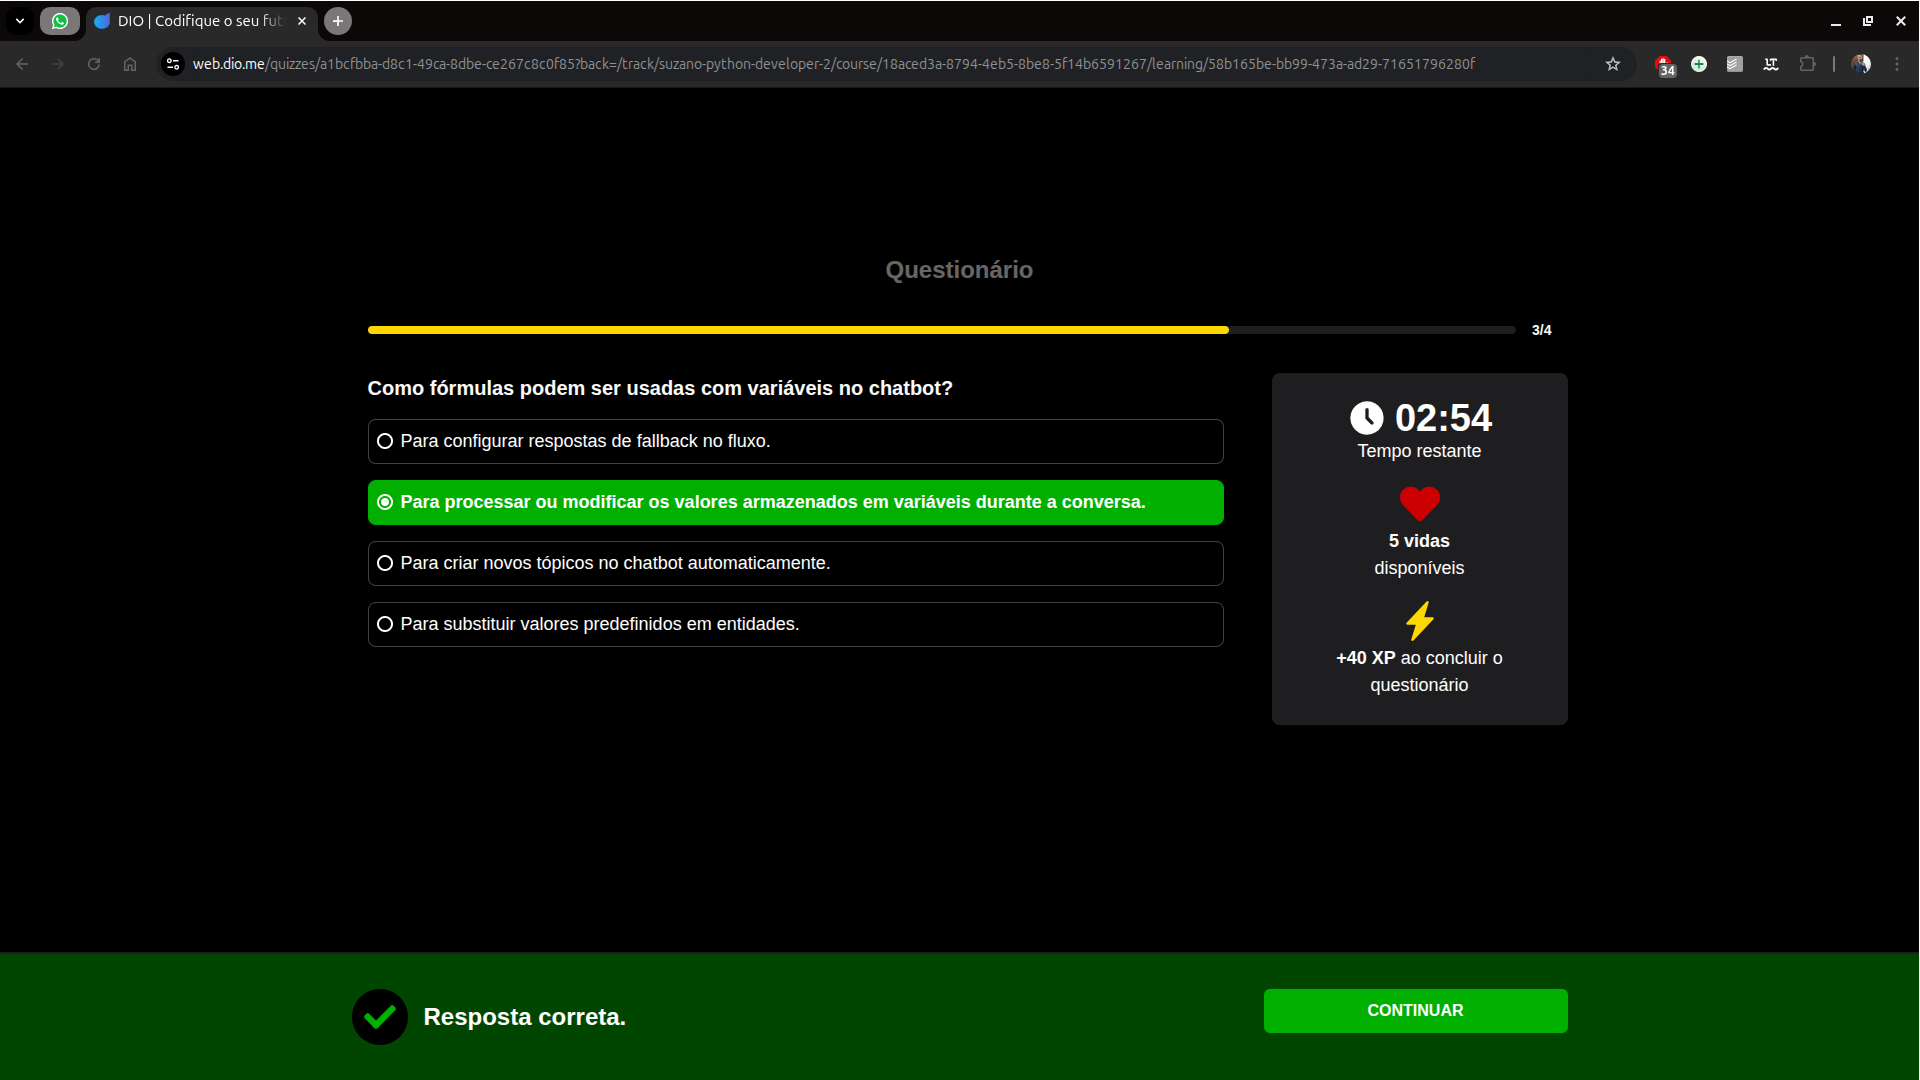 DIO | Codifique o seu fut
web.dio.me/quizzes/a1bcfbba-d8c1-49ca-8dbe-ce267c8c0f85?back=/track/suzano-python-developer-2/course/18aced3a-8794-4eb5-8be8-5f14b6591267/learning/58b165be-bb99-473a-ad29-71651796280f
34
LT
Questionário
3/4
Como fórmulas podem ser usadas com variáveis no chatbot?
Para configurar respostas de fallback no fluxo.
Para processar ou modificar os valores armazenados em variáveis durante a conversa.
Para criar novos tópicos no chatbot automaticamente.
Para substituir valores predefinidos em entidades.
02:54
Tempo restante
5 vidas
disponíveis
+40 XP ao concluir o
questionário
Resposta correta.
CONTINUAR